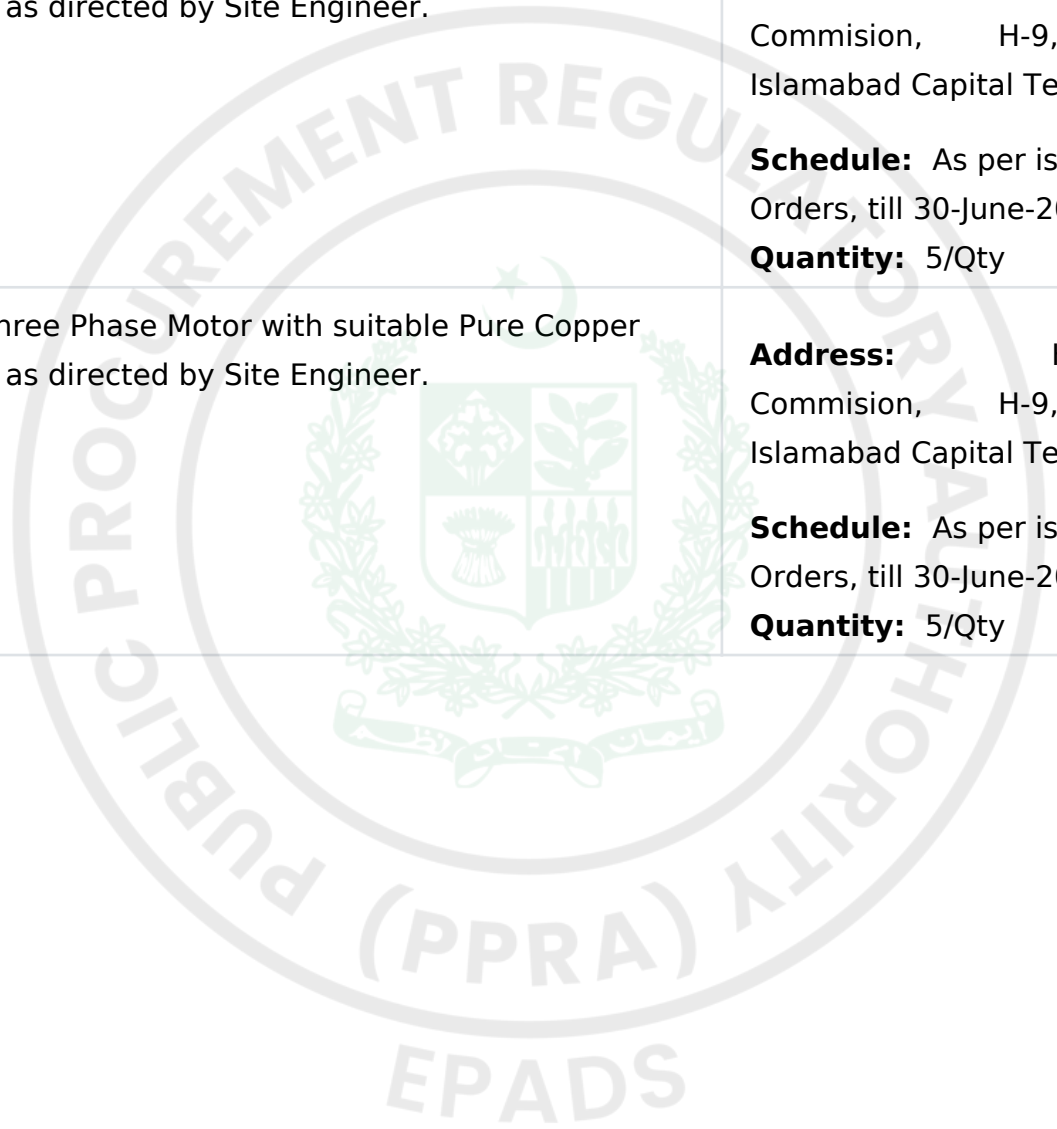 as directed by Site Engineer.
Commision, H-9,
Islamabad Capital Te
Schedule: As per is
Orders, till 30-June-20
Quantity: 5/Qty
hree Phase Motor with suitable Pure Copper
as directed by Site Engineer.
Address:
Commision, H-9,
Islamabad Capital Te
Schedule: As per is
Orders, till 30-June-20
Quantity: 5/Qty
PUBLIC PROCUREMENT REGULATORY AUTHORITY
(PPRA)
EPADS